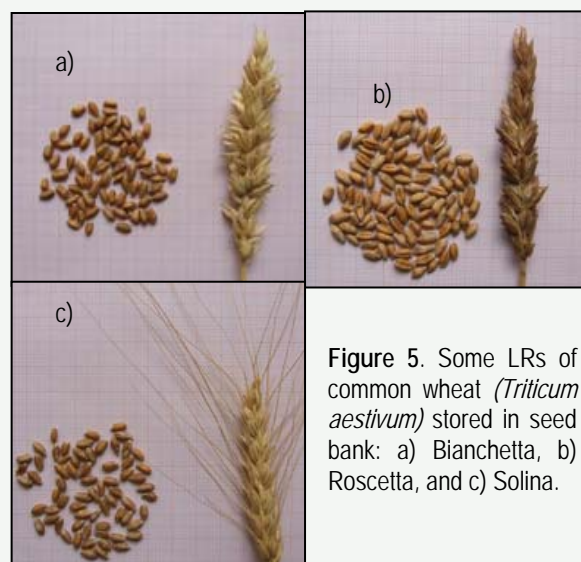 a)
b)
c)
Figure 5. Some LRs of
common wheat (Triticum
aestivum) stored in seed
bank: a) Bianchetta, b)
Roscetta, and c) Solina.